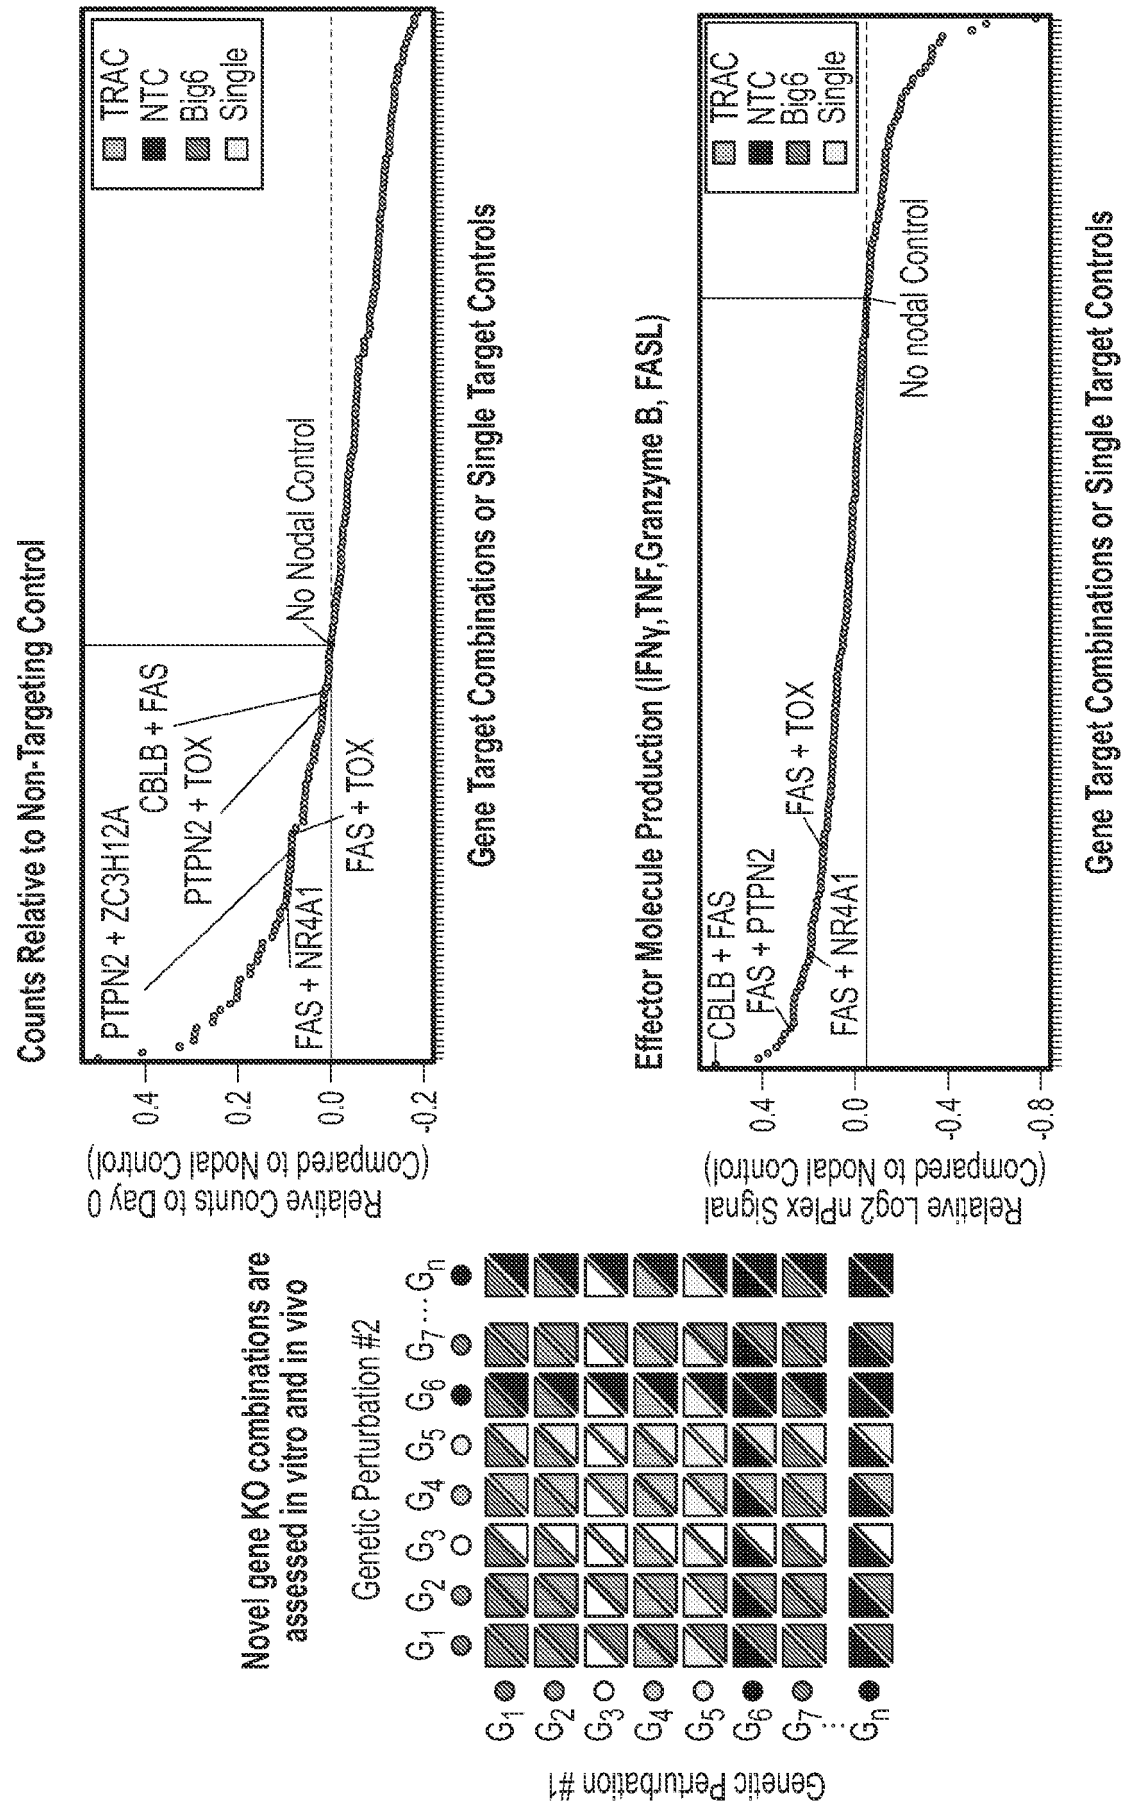 Novel gene KO combinations are
assessed in vitro and in vivo
Genetic Perturbation #2
G1 G2 G3 G4 G5 G6 G7 ... Gn
Genetic Perturbation #1
G1
G2
G3
G4
G5
G6
G7
...
Gn
Counts Relative to Non-Targeting Control
Relative Counts to Day 0
(Compared to Nodal Control)
0.4
0.2
0.0
-0.2
PTPN2 + ZC3H12A
CBLB + FAS
PTPN2 + TOX
FAS + NR4A1
FAS + TOX
No Nodal Control
TRAC
NTC
Big6
Single
Gene Target Combinations or Single Target Controls
Effector Molecule Production (IFNγ,TNF,Granzyme B, FASL)
Relative Log2 nPlex Signal
(Compared to Nodal Control)
0.4
0.0
-0.4
-0.8
CBLB + FAS
FAS + PTPN2
FAS + TOX
FAS + NR4A1
No nodal Control
TRAC
NTC
Big6
Single
Gene Target Combinations or Single Target Controls